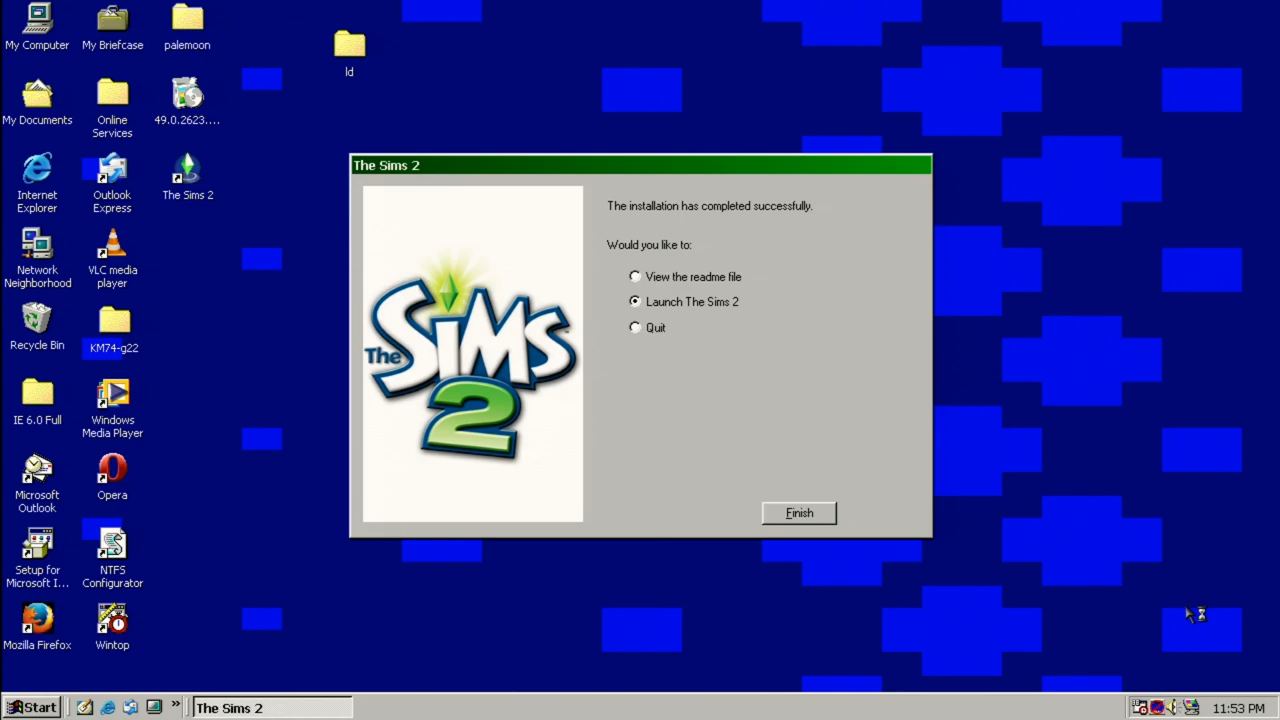 My Computer
My Briefcase
palemoon
ld
My Documents
Online
Services
49.0.2623....
Internet
Explorer
Outlook
Express
The Sims 2
Network
Neighborhood
VLC media
player
Recycle Bin
KM74-g22
IE 6.0 Full
Windows
Media Player
Microsoft
Outlook
Opera
Setup for
Microsoft I...
NTFS
Configurator
Mozilla Firefox
Wintop
The Sims 2
The SIMS 2
The installation has completed successfully.
Would you like to:
View the readme file
Launch The Sims 2
Quit
Finish
Start
»
The Sims 2
11:53 PM